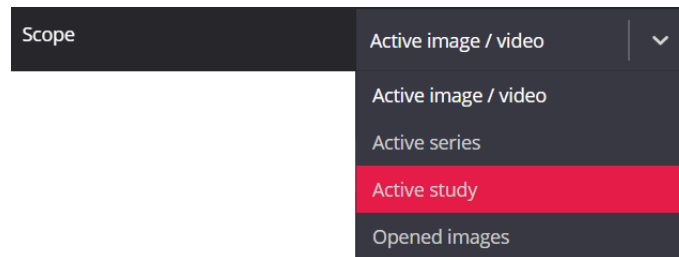 Scope
Active image / video
Active image / video
Active series
Active study
Opened images